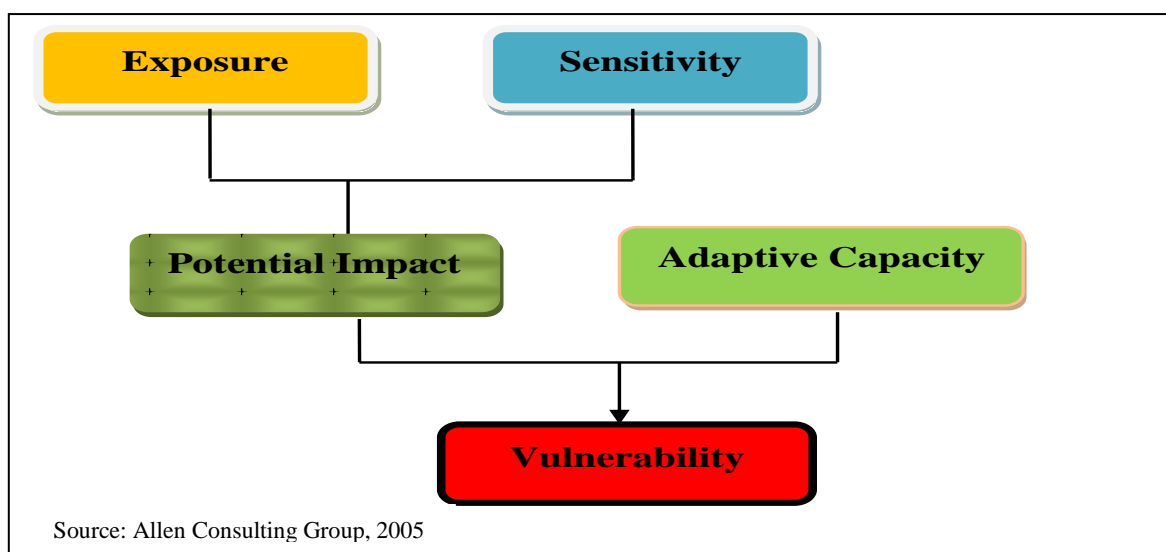 Exposure
Sensitivity
Potential Impact
Adaptive Capacity
Vulnerability
Source: Allen Consulting Group, 2005